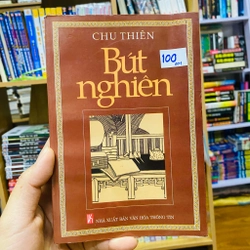 CHU THIÊN
Bút
nghiên
100
NHÀ XUẤT BẢN VĂN HÓA THÔNG TIN